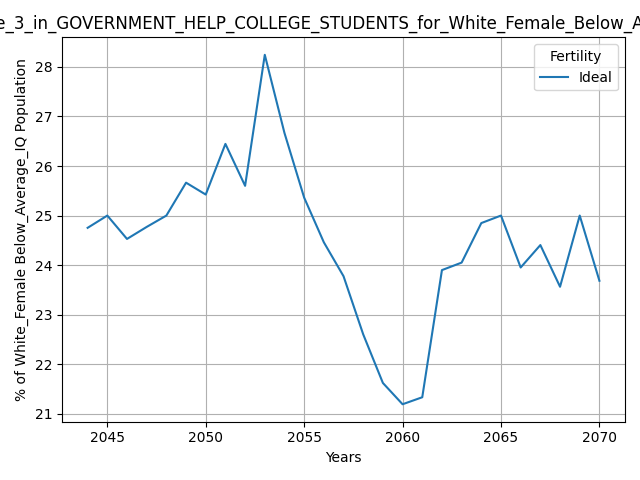 e_3_in_GOVERNMENT_HELP_COLLEGE_STUDENTS_for_White_Female_Below_A
Fertility
Ideal
% of White_Female Below_Average_IQ Population
28
27
26
25
24
23
22
21
2045 2050 2055 2060 2065 2070
Years